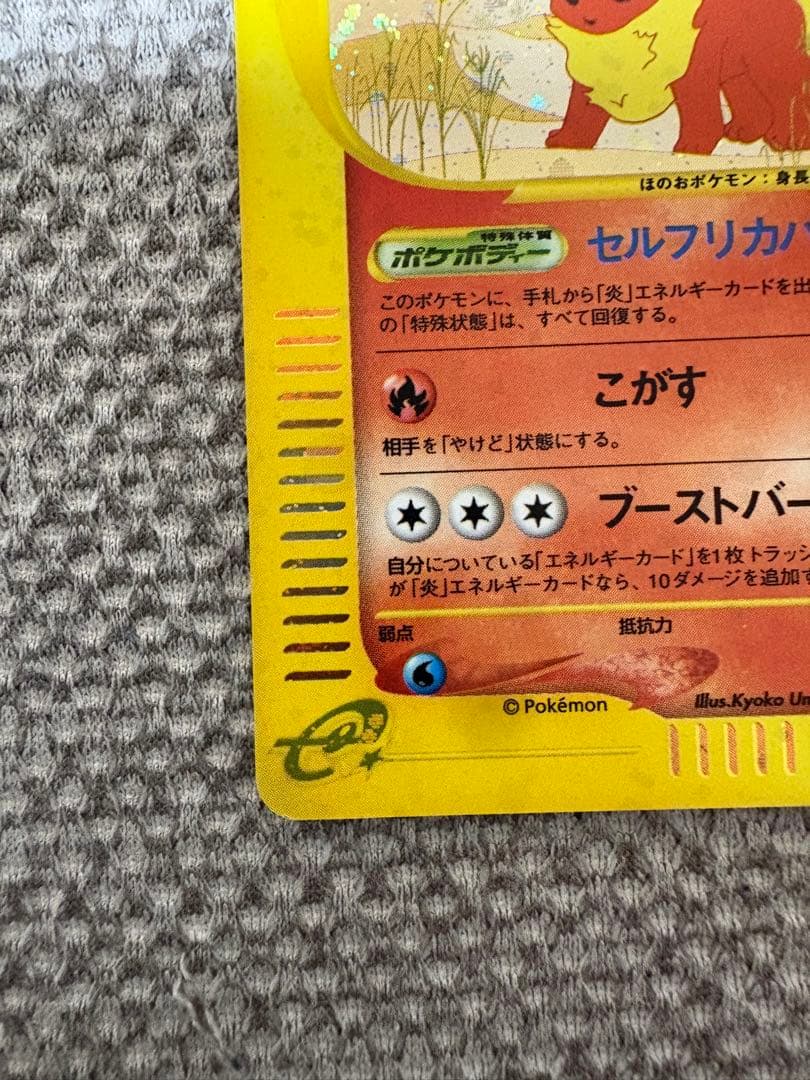 ほのおポケモン：身長
特殊体質
ポケボディー
セルフリカバ
このポケモンに、手札から「炎」エネルギーカードを出
の「特殊状態」は、すべて回復する。
こがす
相手を「やけど」状態にする。
ブーストバー
自分についている「エネルギーカード」を1枚トラッシ
が「炎」エネルギーカードなら、10ダメージを追加す
弱点
抵抗力
© Pokémon
Illus.Kyoko Um